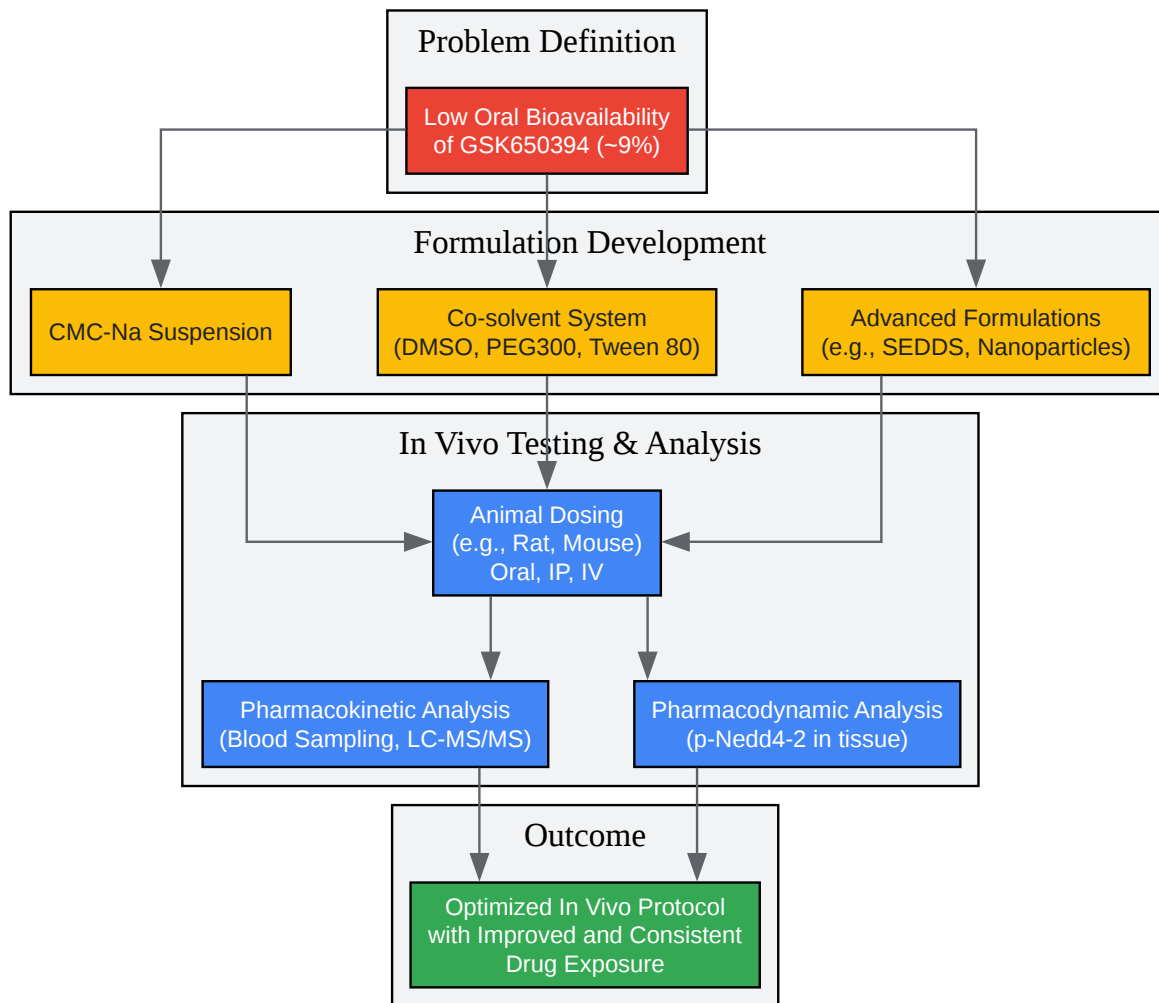 Problem Definition
Low Oral Bioavailability
of GSK650394 (~9%)
Formulation Development
CMC-Na Suspension
Co-solvent System
(DMSO, PEG300, Tween 80)
Advanced Formulations
(e.g., SEDDS, Nanoparticles)
In Vivo Testing & Analysis
Animal Dosing
(e.g., Rat, Mouse)
Oral, IP, IV
Pharmacokinetic Analysis
(Blood Sampling, LC-MS/MS)
Pharmacodynamic Analysis
(p-Nedd4-2 in tissue)
Outcome
Optimized In Vivo Protocol
with Improved and Consistent
Drug Exposure